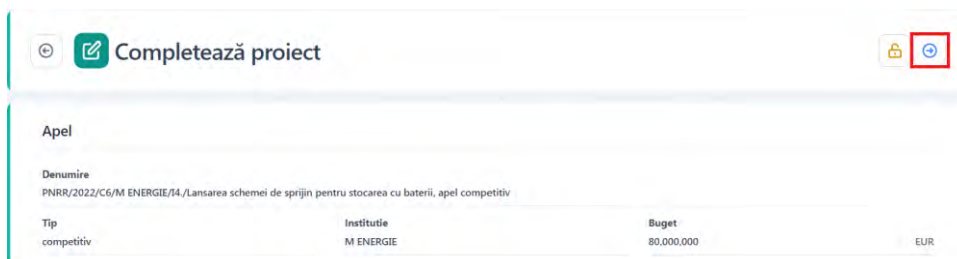 Completează proiect
Apel
Denumire
PNRR/2022/C6/M ENERGIE/I4./Lansarea schemei de sprijin pentru stocarea cu baterii, apel competitiv
Tip Institutie Buget
competitiv M ENERGIE 80,000,000 EUR